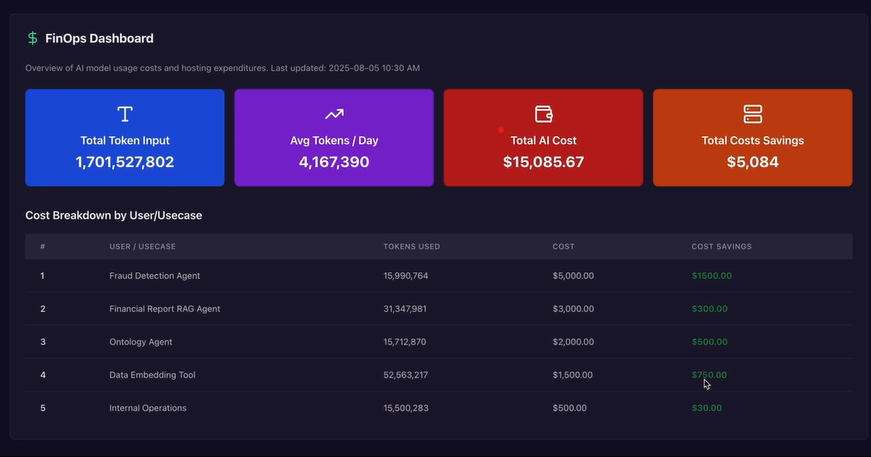 $ FinOps Dashboard
Overview of AI model usage costs and hosting expenditures. Last updated: 2025-08-05 10:30 AM
Total Token Input
1,701,527,802
Avg Tokens / Day
4,167,390
Total AI Cost
$15,085.67
Total Costs Savings
$5,084
Cost Breakdown by User/Usecase
# USER / USECASE TOKENS USED COST COST SAVINGS
1 Fraud Detection Agent 15,990,764 $5,000.00 $1500.00
2 Financial Report RAG Agent 31,347,981 $3,000.00 $300.00
3 Ontology Agent 15,712,870 $2,000.00 $500.00
4 Data Embedding Tool 52,563,217 $1,500.00 $750.00
5 Internal Operations 15,500,283 $500.00 $30.00